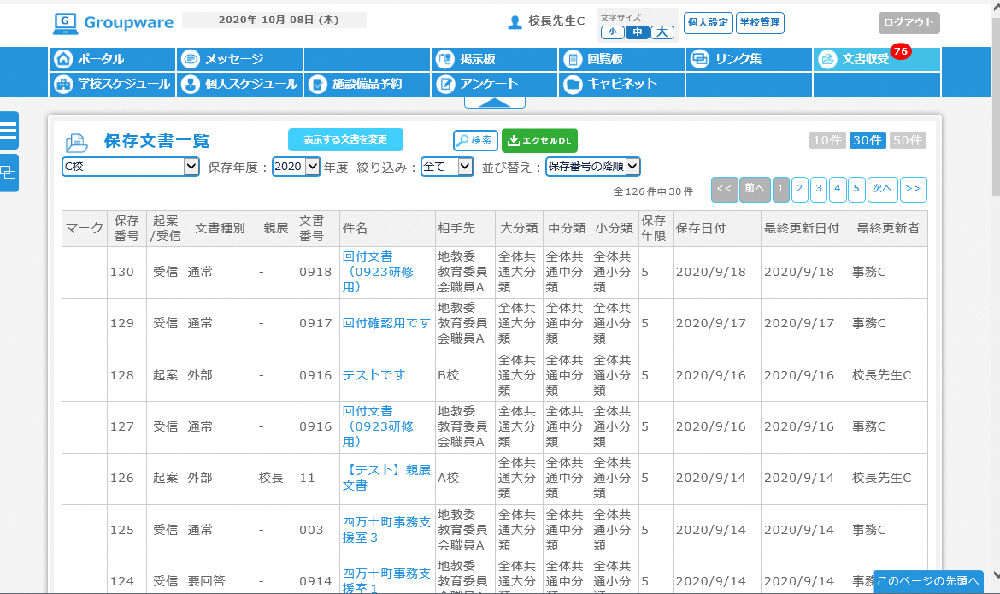 G Groupware
2020年 10月 08日 (木)
校長先生C
文字サイズ
小 中 大
個人設定 学校管理
ログアウト
ポータル メッセージ 掲示板 回覧板 リンク集 文書収受 76
学校スケジュール 個人スケジュール 施設備品予約 アンケート キャビネット
保存文書一覧
表示する文書を変更 検索 エクセルDL
10件 30件 50件
C校 保存年度： 2020 年度 絞り込み： 全て 並び替え： 保存番号の降順
全126件中30件 << 前へ 1 2 3 4 5 次へ >>
マーク 保存番号 起案/受信 文書種別 親展 文書番号 件名 相手先 大分類 中分類 小分類 保存年限 保存日付 最終更新日付 最終更新者
130 受信 通常 - 0918 回付文書（0923研修用） 地教委教育委員会職員A 全体共通大分類 全体共通中分類 全体共通小分類 5 2020/9/18 2020/9/18 事務C
129 受信 通常 - 0917 回付確認用です 地教委教育委員会職員A 全体共通大分類 全体共通中分類 全体共通小分類 5 2020/9/17 2020/9/17 事務C
128 起案 外部 - 0916 テストです B校 全体共通大分類 全体共通中分類 全体共通小分類 5 2020/9/16 2020/9/16 校長先生C
127 受信 通常 - 0916 回付文書（0923研修用） 地教委教育委員会職員A 全体共通大分類 全体共通中分類 全体共通小分類 5 2020/9/16 2020/9/16 事務C
126 起案 外部 校長 11 【テスト】親展文書 A校 全体共通大分類 全体共通中分類 全体共通小分類 5 2020/9/14 2020/9/14 校長先生C
125 受信 通常 - 003 四万十町事務支援室３ 地教委教育委員会職員A 全体共通大分類 全体共通中分類 全体共通小分類 5 2020/9/14 2020/9/14 事務C
124 受信 要回答 - 0914 四万十町事務支援室１ 地教委教育委員 全体共通大分 全体共通中分 全体共通小分 5 2020/9/14 2020/9/14 事務
このページの先頭へ